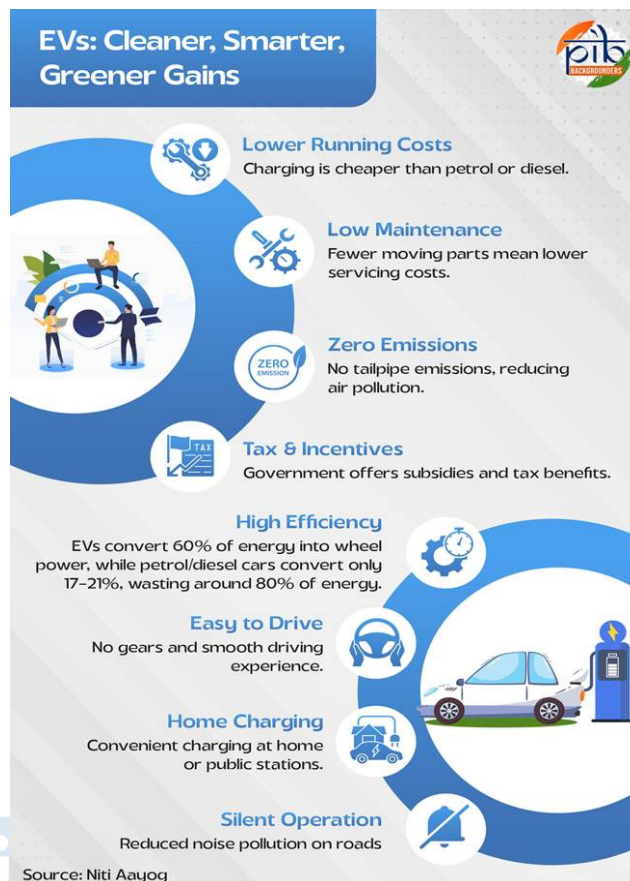 EVs: Cleaner, Smarter,
Greener Gains
pib
BACKGROUNDERS
Lower Running Costs
Charging is cheaper than petrol or diesel.
Low Maintenance
Fewer moving parts mean lower
servicing costs.
ZERO
EMISSION
Zero Emissions
No tailpipe emissions, reducing
air pollution.
TAX
Tax & Incentives
Government offers subsidies and tax benefits.
High Efficiency
EVs convert 60% of energy into wheel
power, while petrol/diesel cars convert only
17-21%, wasting around 80% of energy.
Easy to Drive
No gears and smooth driving
experience.
Home Charging
Convenient charging at home
or public stations.
Silent Operation
Reduced noise pollution on roads
Source: Niti Aayog